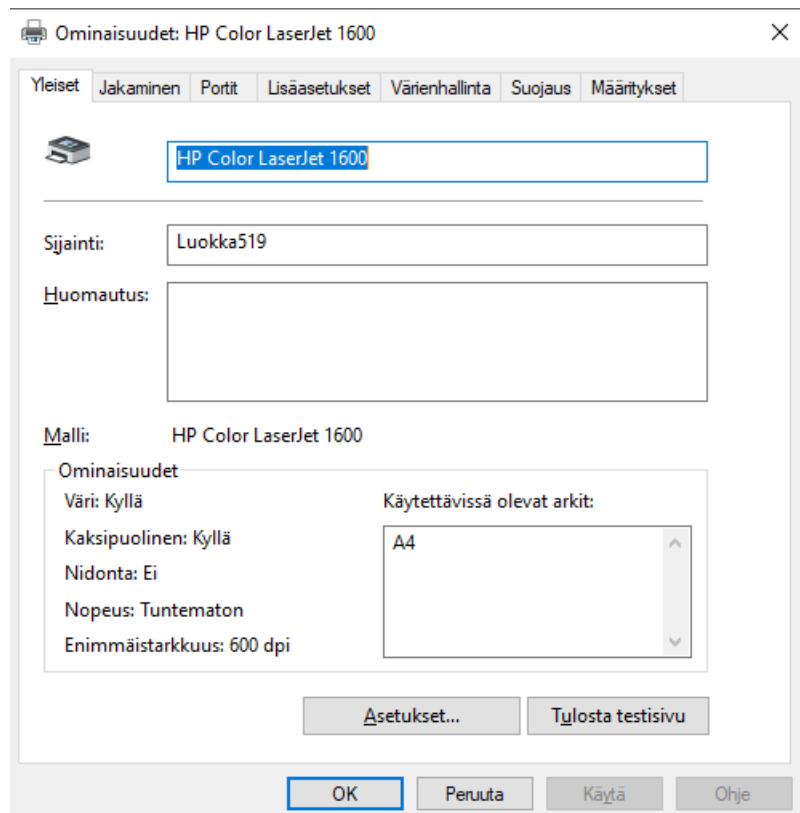 Ominaisuudet: HP Color LaserJet 1600
Yleiset Jakaminen Portit Lisäasetukset Värienhallinta Suojaus Määritykset
HP Color LaserJet 1600
Sijainti: Luokka519
Huomautus:
Malli: HP Color LaserJet 1600
Ominaisuudet
Väri: Kyllä
Käytettävissä olevat arkit:
Kaksipuolinen: Kyllä
A4
Nidonta: Ei
Nopeus: Tuntematon
Enimmäistarkkuus: 600 dpi
Asetukset... Tulosta testisivu
OK Peruuta Käytä Ohje